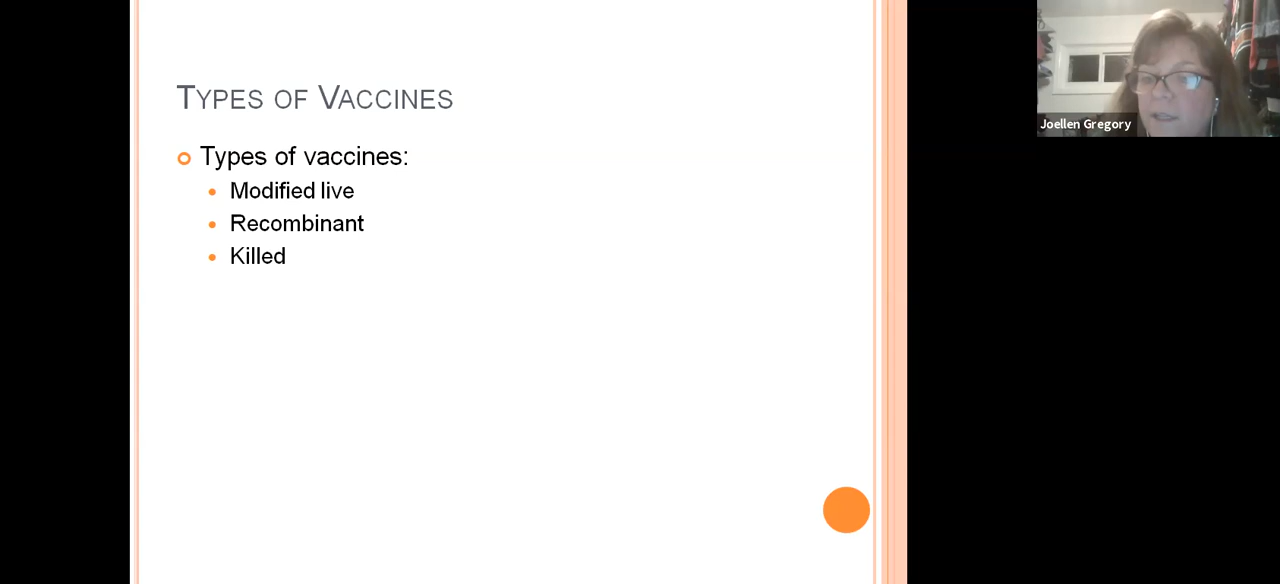 TYPES OF VACCINES
Types of vaccines:
Modified live
Recombinant
Killed
Joellen Gregory